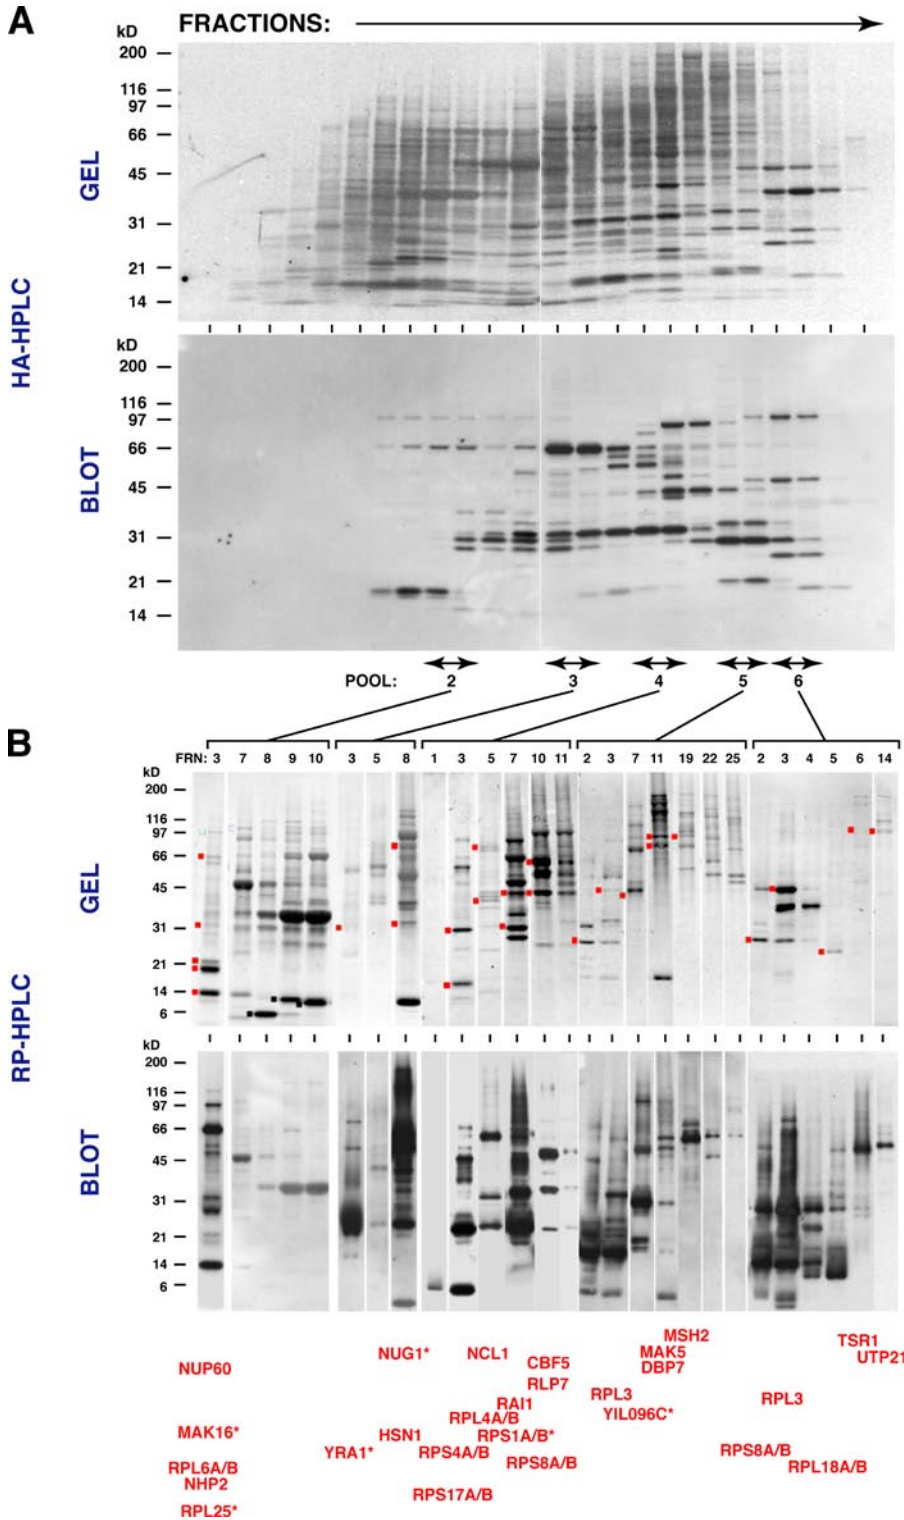 A
FRACTIONS:
kD
200
116
97
66
45
31
21
14
GEL
HA-HPLC
kD
200
116
97
66
45
31
21
14
BLOT
POOL: 2 3 4 5 6
B
FRN: 3 7 8 9 10 3 5 8 1 3 5 7 10 11 2 3 7 11 19 22 25 2 3 4 5 6 14
kD
200
116
97
66
45
31
21
14
6
GEL
RP-HPLC
kD
200
116
97
66
45
31
21
14
6
BLOT
MSH2
TSR1
NUG1* NCL1 MAK5 UTP21
NUP60 CBF5 DBP7
RLP7
RPL3 RPL3
RAI1
RPL4A/B YIL096C*
MAK16* HSN1 RPS1A/B*
YRA1* RPS4A/B RPS8A/B
RPL6A/B RPS8A/B RPL18A/B
NHP2
RPS17A/B
RPL25*